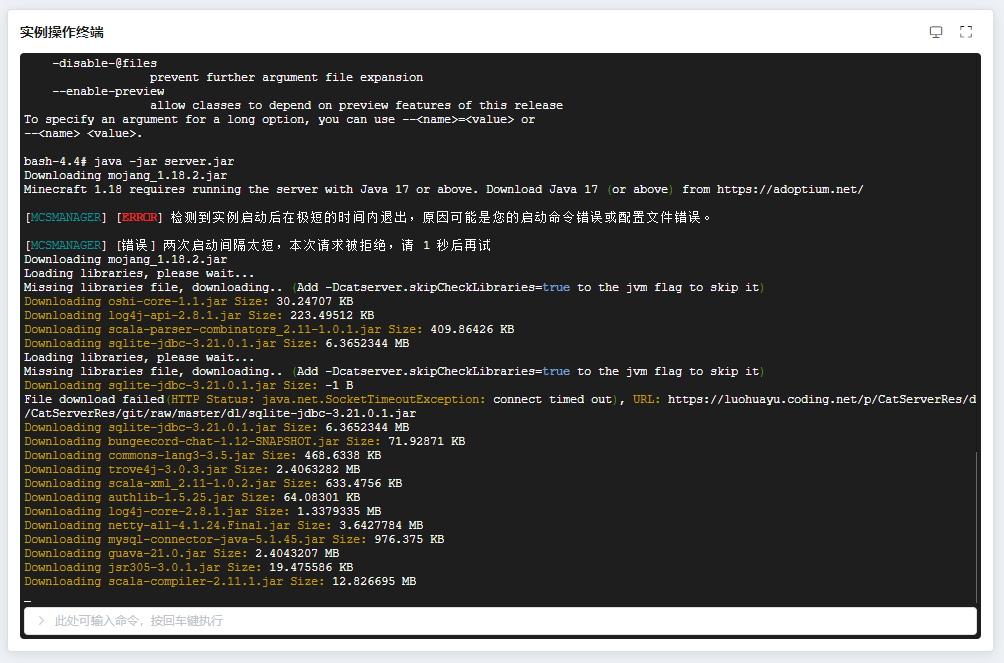 实例操作终端
-disable-@files
prevent further argument file expansion
--enable-preview
allow classes to depend on preview features of this release
To specify an argument for a long option, you can use --<name>=<value> or
--<name> <value>.
bash-4.4# java -jar server.jar
Downloading mojang_1.18.2.jar
Minecraft 1.18 requires running the server with Java 17 or above. Download Java 17 (or above) from https://adoptium.net/
[MCSMANAGER] [ERROR] 检测到实例启动后在极短的时间内退出，原因可能是您的启动命令错误或配置文件错误。
[MCSMANAGER] [错误] 两次启动间隔太短，本次请求被拒绝，请 1 秒后再试
Downloading mojang_1.18.2.jar
Loading libraries, please wait...
Missing libraries file, downloading.. (Add -Dcatserver.skipCheckLibraries=true to the jvm flag to skip it)
Downloading oshi-core-1.1.jar Size: 30.24707 KB
Downloading log4j-api-2.8.1.jar Size: 223.49512 KB
Downloading scala-parser-combinators_2.11-1.0.1.jar Size: 409.86426 KB
Downloading sqlite-jdbc-3.21.0.1.jar Size: 6.3652344 MB
Loading libraries, please wait...
Missing libraries file, downloading.. (Add -Dcatserver.skipCheckLibraries=true to the jvm flag to skip it)
Downloading sqlite-jdbc-3.21.0.1.jar Size: -1 B
File download failed(HTTP Status: java.net.SocketTimeoutException: connect timed out), URL: https://luohuayu.coding.net/p/CatServerRes/d
/CatServerRes/git/raw/master/dl/sqlite-jdbc-3.21.0.1.jar
Downloading sqlite-jdbc-3.21.0.1.jar Size: 6.3652344 MB
Downloading bungeecord-chat-1.12-SNAPSHOT.jar Size: 71.92871 KB
Downloading commons-lang3-3.5.jar Size: 468.6338 KB
Downloading trove4j-3.0.3.jar Size: 2.4063282 MB
Downloading scala-xml_2.11-1.0.2.jar Size: 633.4756 KB
Downloading authlib-1.5.25.jar Size: 64.08301 KB
Downloading log4j-core-2.8.1.jar Size: 1.3379335 MB
Downloading netty-all-4.1.24.Final.jar Size: 3.6427784 MB
Downloading mysql-connector-java-5.1.45.jar Size: 976.375 KB
Downloading guava-21.0.jar Size: 2.4043207 MB
Downloading jsr305-3.0.1.jar Size: 19.475586 KB
Downloading scala-compiler-2.11.1.jar Size: 12.826695 MB
此处可输入命令，按回车键执行